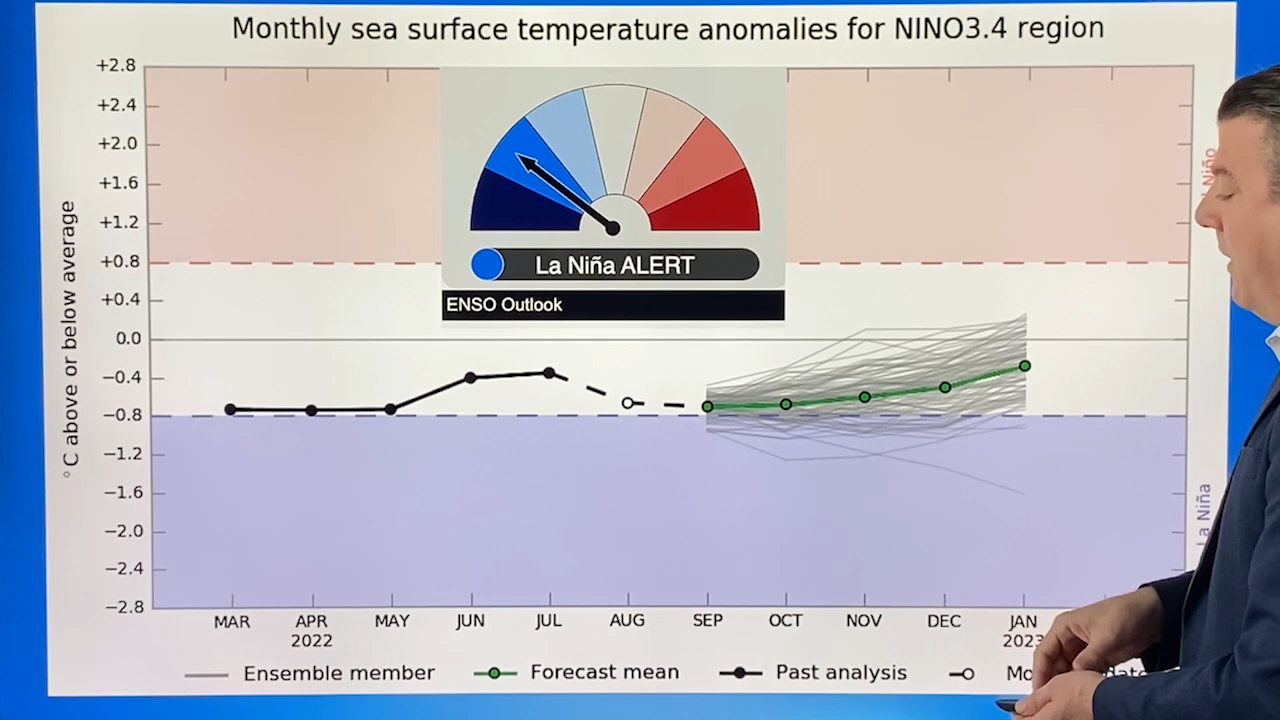 Monthly sea surface temperature anomalies for NINO3.4 region
+2.8
+2.4
+2.0
+1.6
+1.2
+0.8
+0.4
0.0
−0.4
−0.8
−1.2
−1.6
−2.0
−2.4
−2.8
°C above or below average
La Niña ALERT
ENSO Outlook
Niño
La Niña
MAR APR MAY JUN JUL AUG SEP OCT NOV DEC JAN
2022 2023
Ensemble member Forecast mean Past analysis